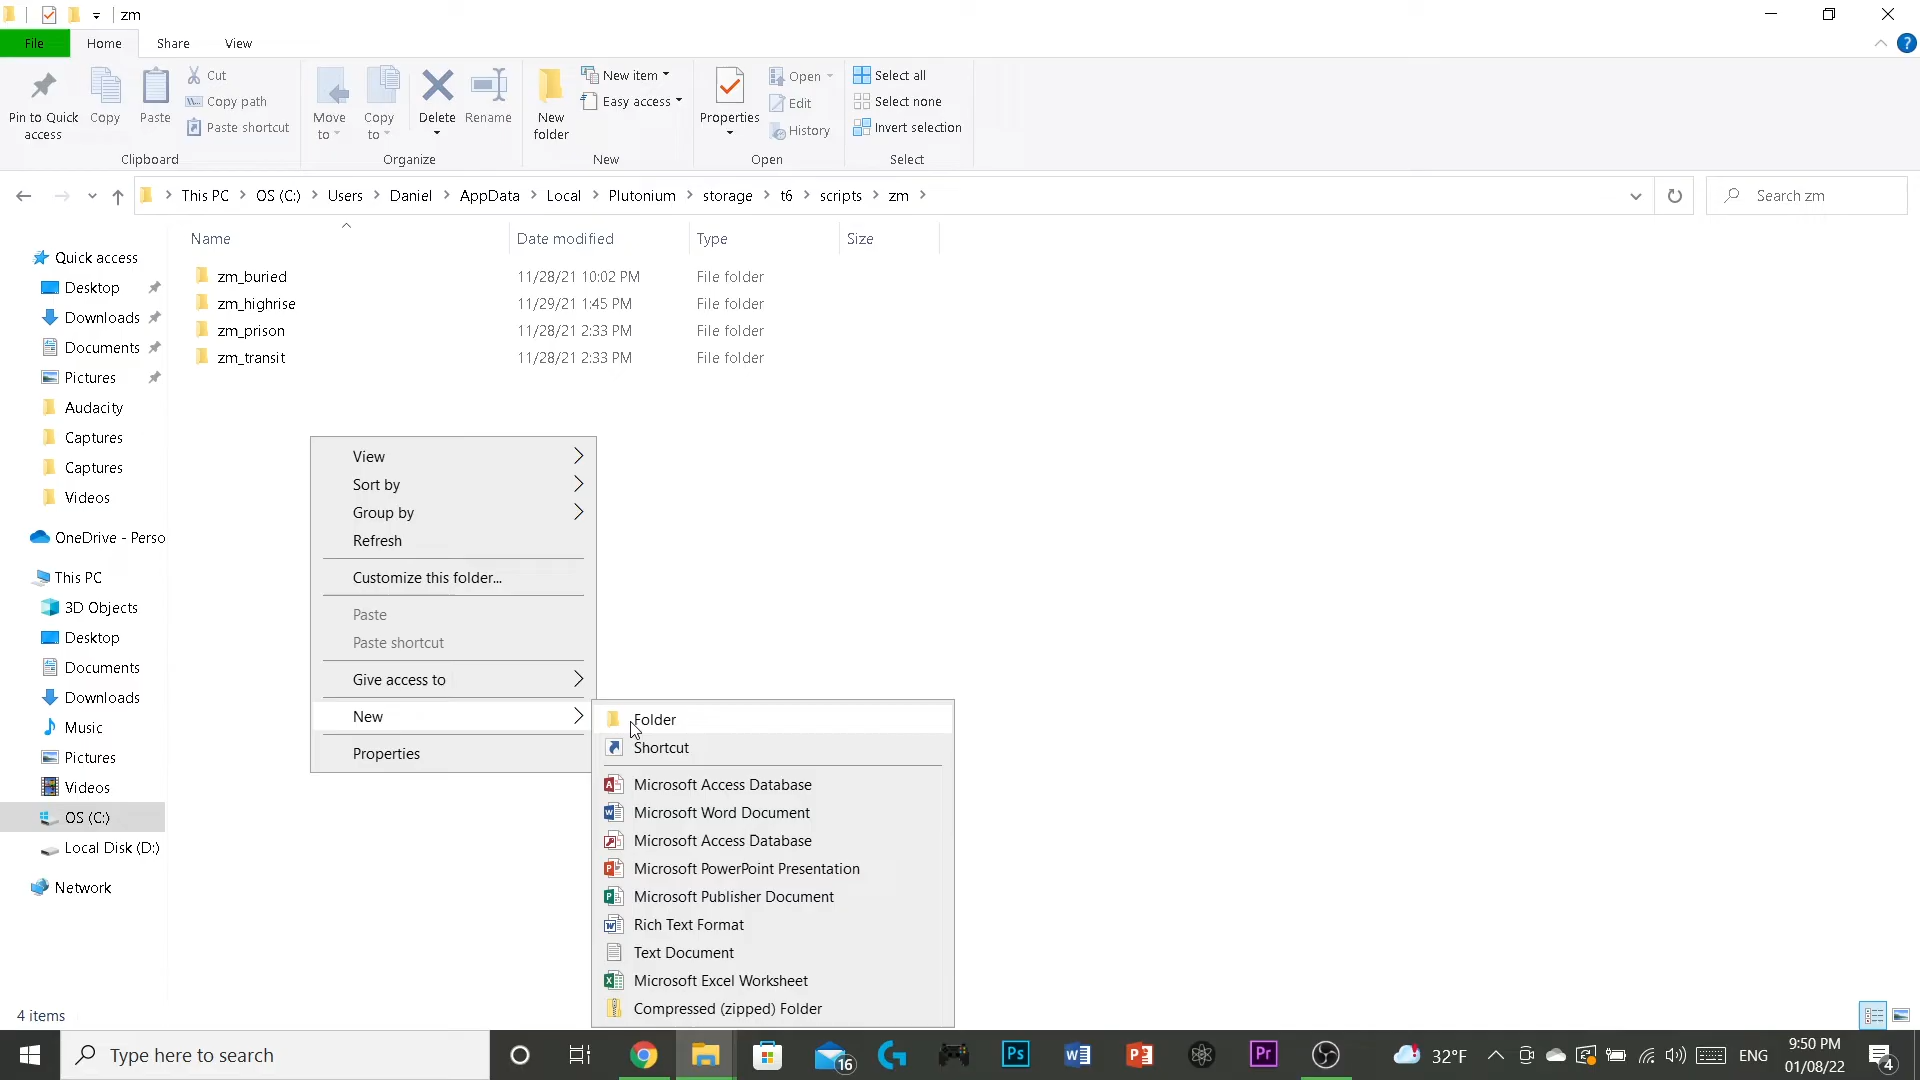 zm
File Home Share View
Pin to Quick access
Copy
Paste
Cut
Copy path
Paste shortcut
Clipboard
Move to
Copy to
Delete
Rename
Organize
New folder
New item
Easy access
New
Properties
Open
Edit
History
Open
Select all
Select none
Invert selection
Select
This PC > OS (C:) > Users > Daniel > AppData > Local > Plutonium > storage > t6 > scripts > zm >
Search zm
Name Date modified Type Size
zm_buried 11/28/21 10:02 PM File folder
zm_highrise 11/29/21 1:45 PM File folder
zm_prison 11/28/21 2:33 PM File folder
zm_transit 11/28/21 2:33 PM File folder
Quick access
Desktop
Downloads
Documents
Pictures
Audacity
Captures
Captures
Videos
OneDrive - Perso
This PC
3D Objects
Desktop
Documents
Downloads
Music
Pictures
Videos
OS (C:)
Local Disk (D:)
Network
View
Sort by
Group by
Refresh
Customize this folder...
Paste
Paste shortcut
Give access to
New
Properties
Folder
Shortcut
Microsoft Access Database
Microsoft Word Document
Microsoft Access Database
Microsoft PowerPoint Presentation
Microsoft Publisher Document
Rich Text Format
Text Document
Microsoft Excel Worksheet
Compressed (zipped) Folder
4 items
Type here to search
16
Ps
Pr
32°F
ENG
9:50 PM
01/08/22
4